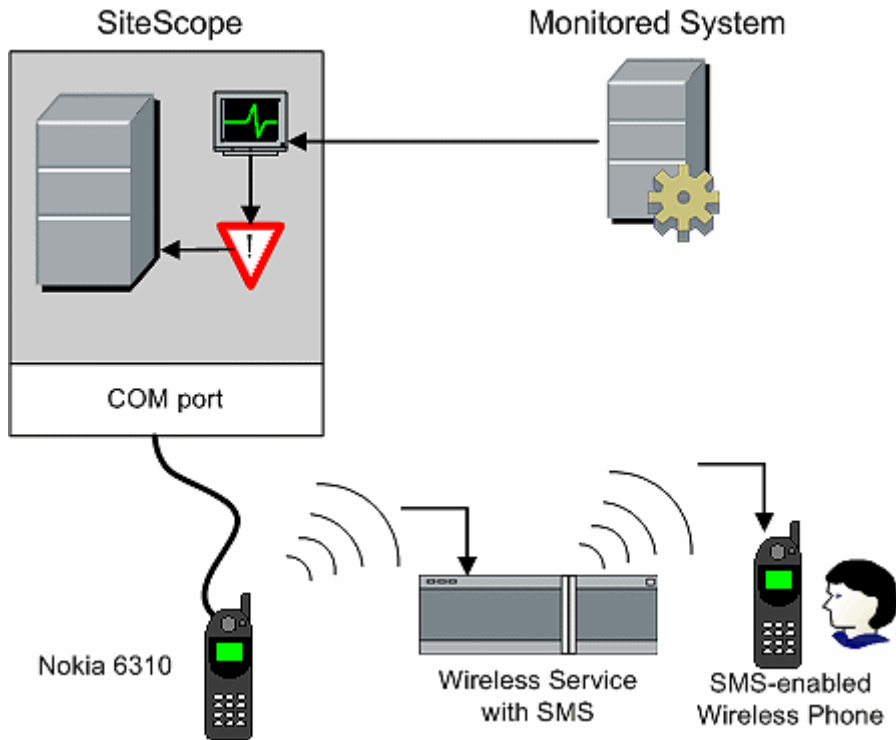 SiteScope
Monitored System
!
COM port
Nokia 6310
Wireless Service
with SMS
SMS-enabled
Wireless Phone